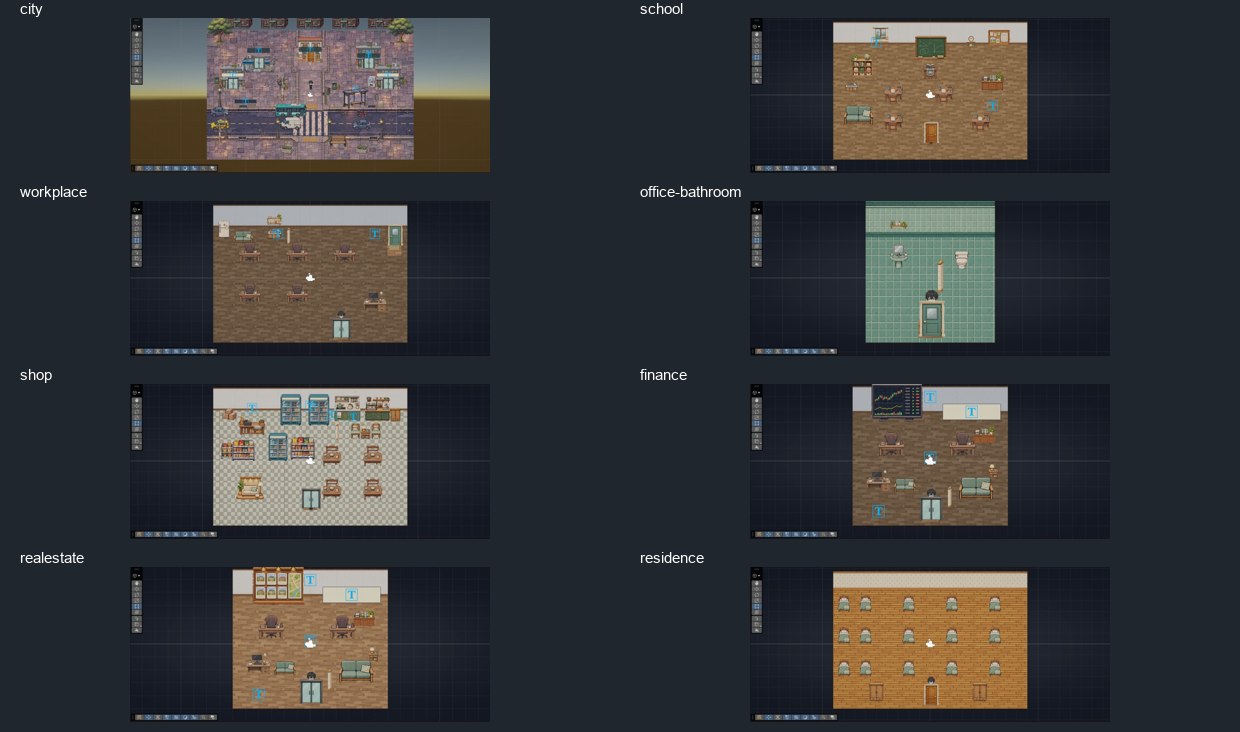 city
school
workplace
office-bathroom
shop
finance
realestate
residence